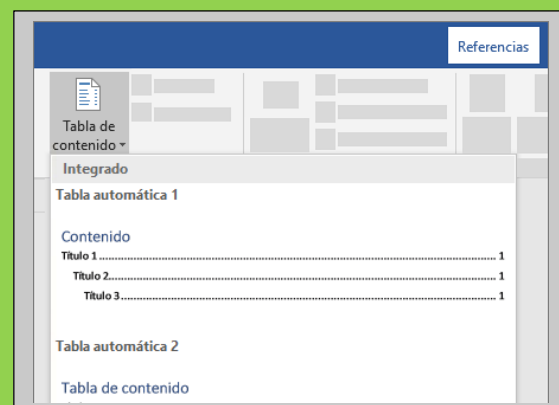 Referencias
Tabla de
contenido
Integrado
Tabla automática 1
Contenido
Título 1 ........................................................................ 1
Título 2........................................................................ 1
Título 3........................................................................ 1
Tabla automática 2
Tabla de contenido